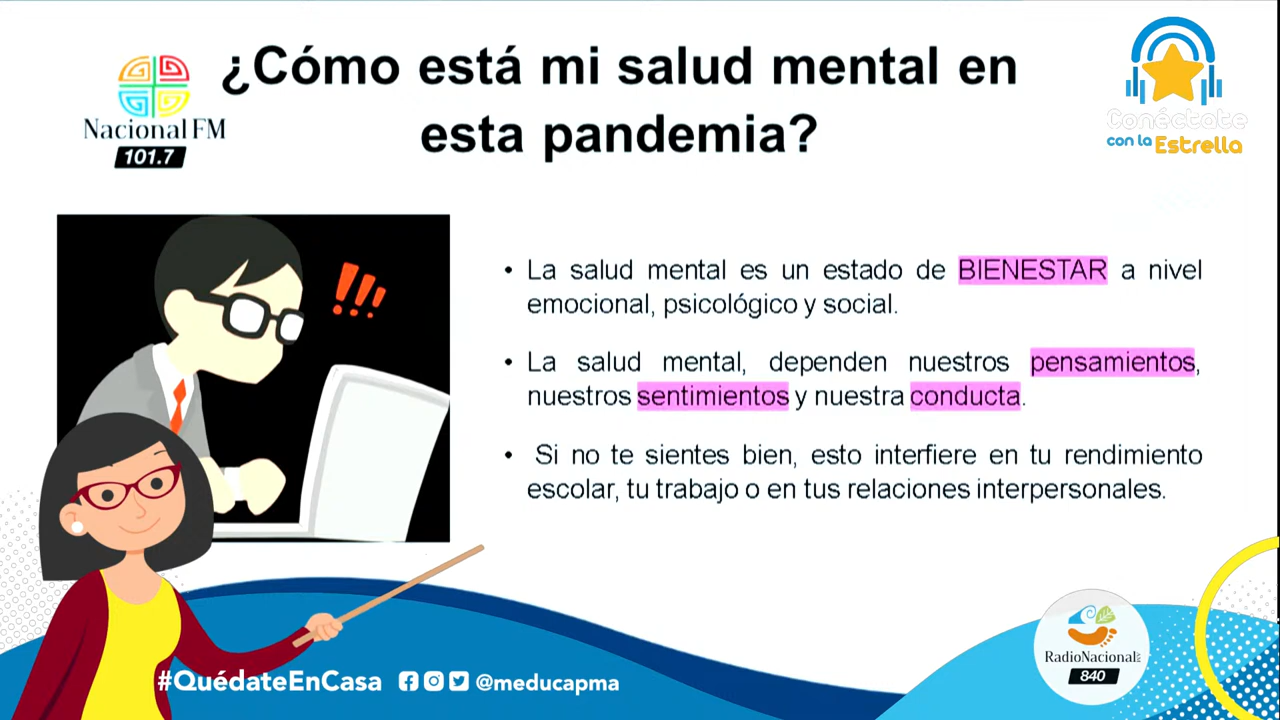 ¿Cómo está mi salud mental en
esta pandemia?
Nacional FM
101.7
Conéctate
con la Estrella
!!!
• La salud mental es un estado de BIENESTAR a nivel
emocional, psicológico y social.
• La salud mental, dependen nuestros pensamientos,
nuestros sentimientos y nuestra conducta.
• Si no te sientes bien, esto interfiere en tu rendimiento
escolar, tu trabajo o en tus relaciones interpersonales.
#QuédateEnCasa @meducapma
RadioNacional
840